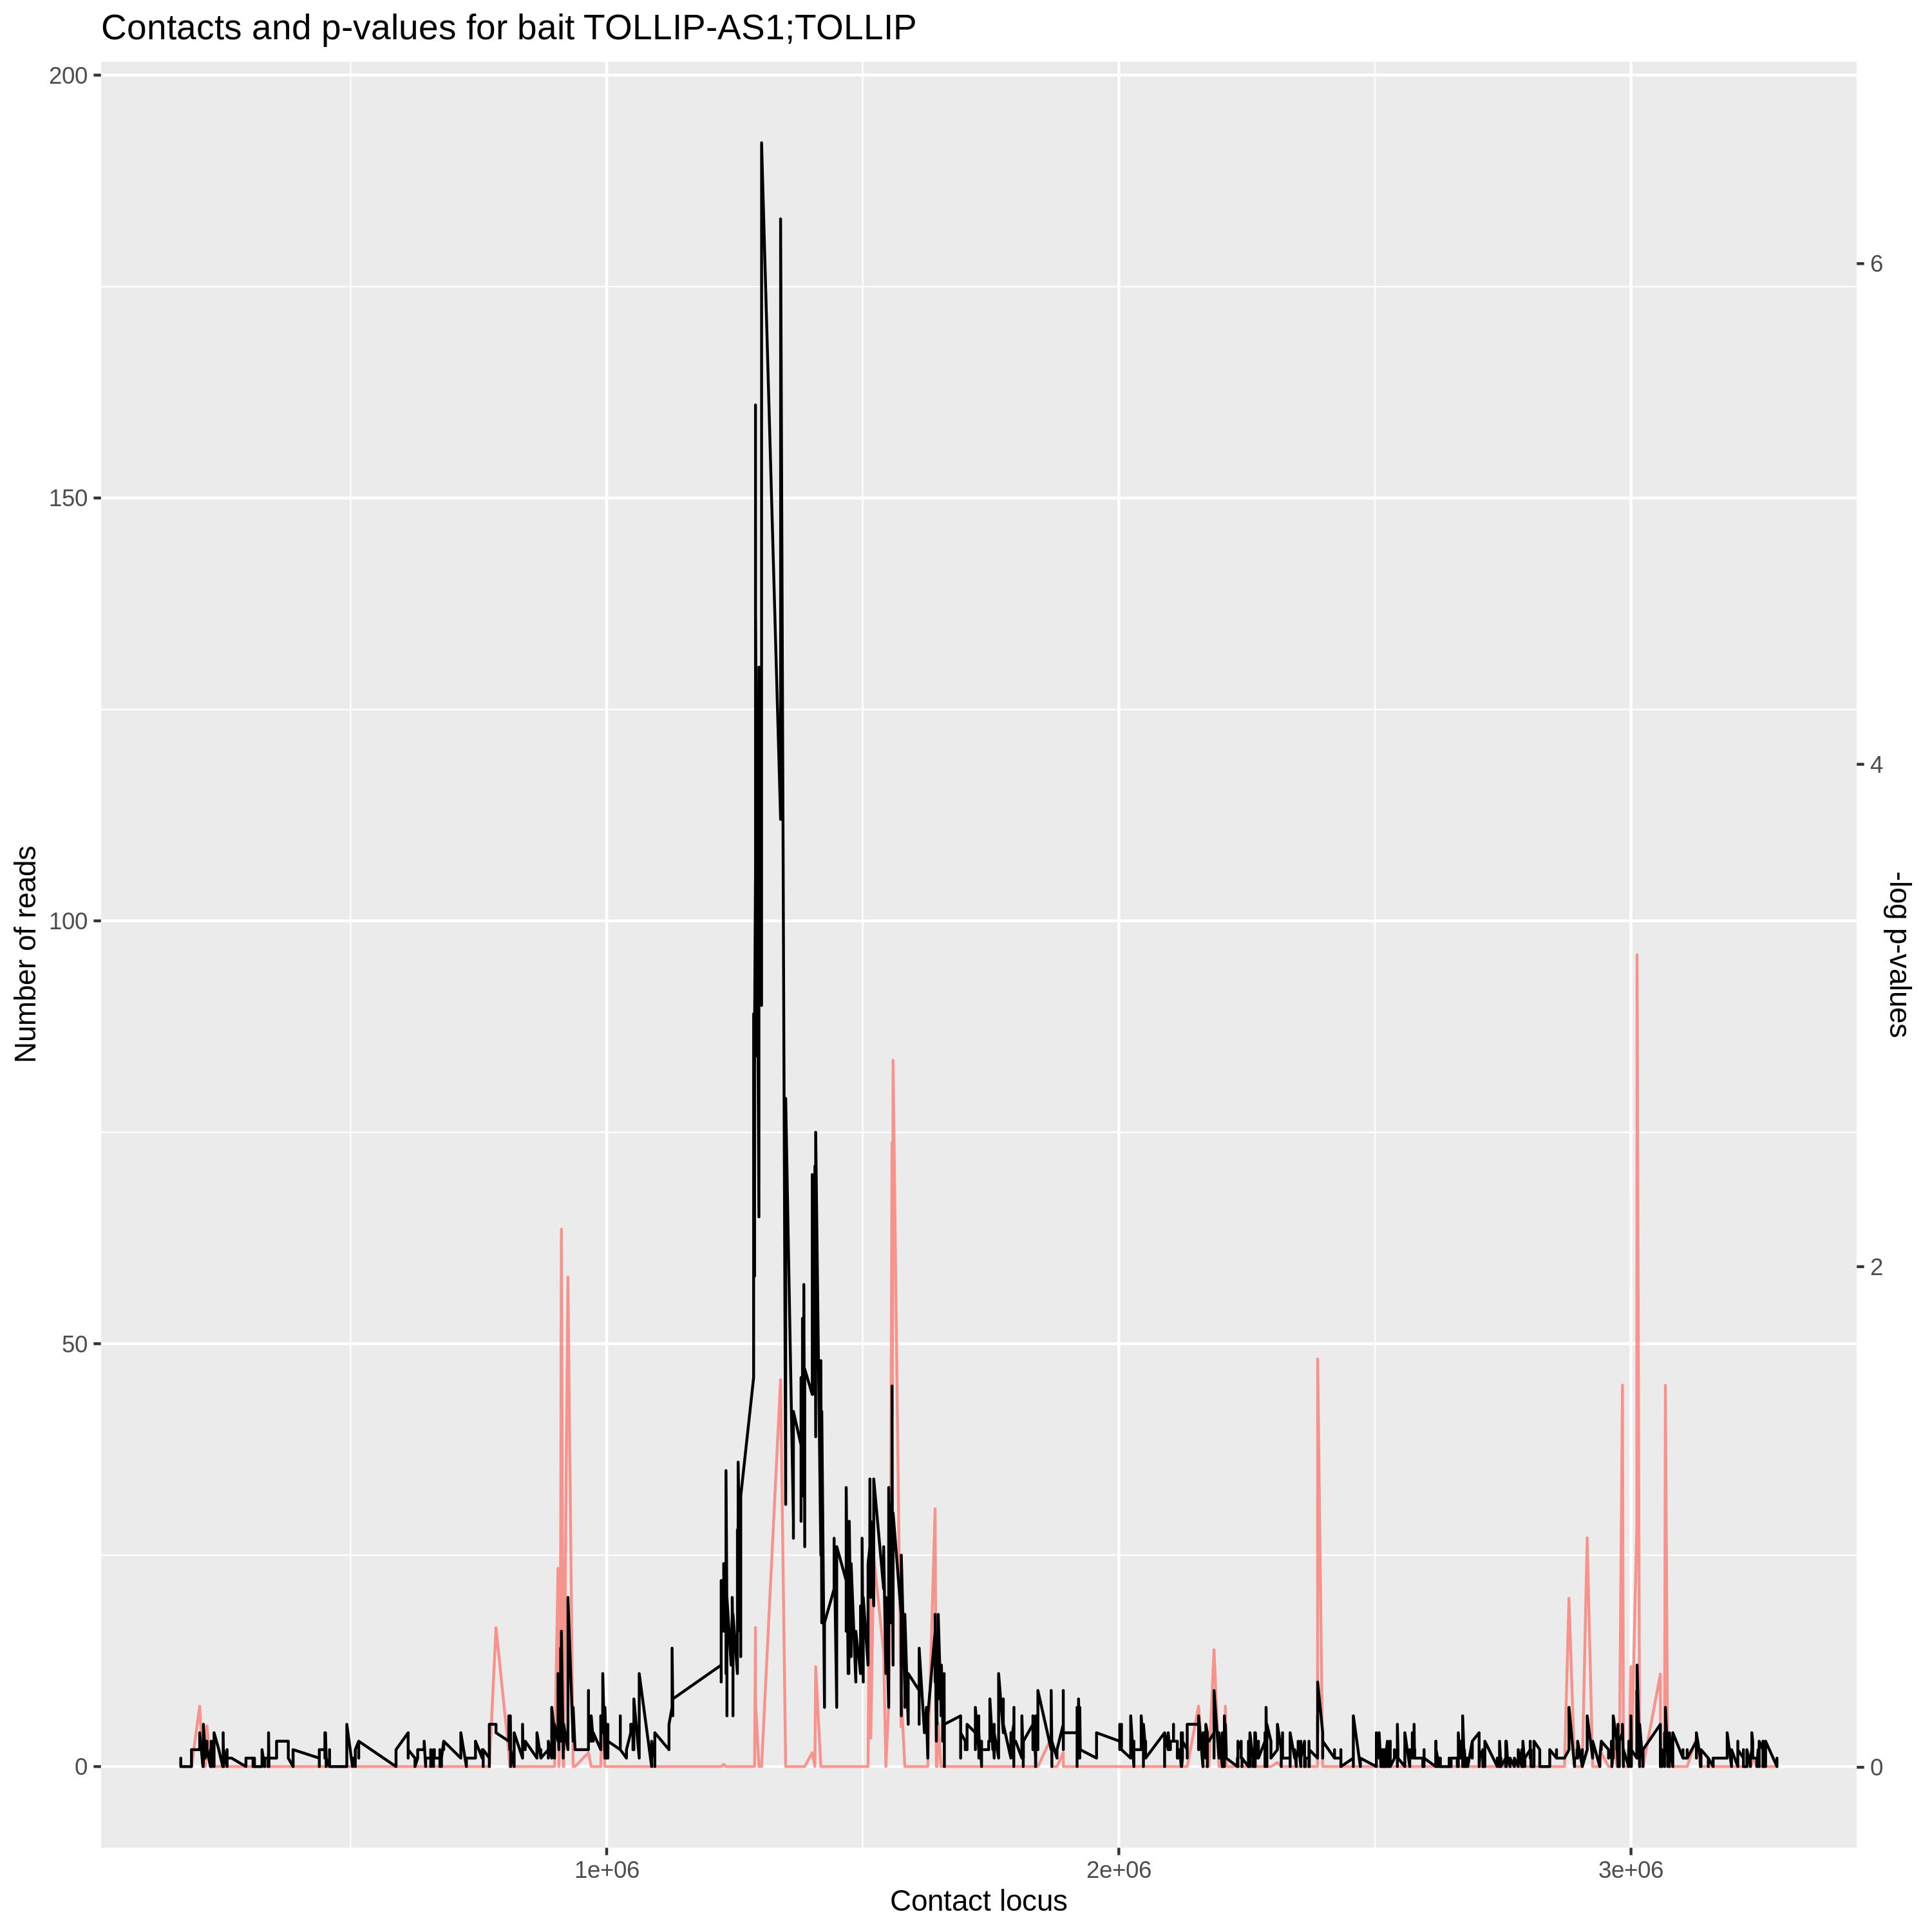 Contacts and p-values for bait TOLLIP-AS1;TOLLIP
200
150
100
50
0
Number of reads
6
4
2
0
-log p-values
1e+06
2e+06
3e+06
Contact locus